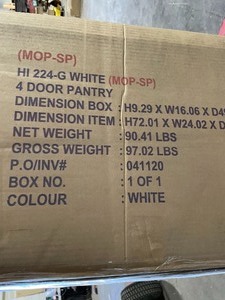 (MOP-SP)
HI 224-G WHITE (MOP-SP)
4 DOOR PANTRY
DIMENSION BOX : H9.29 X W16.06 X D4
DIMENSION ITEM : H72.01 X W24.02 X D
NET WEIGHT : 90.41 LBS
GROSS WEIGHT : 97.02 LBS
P.O/INV# : 041120
BOX NO. : 1 OF 1
COLOUR : WHITE